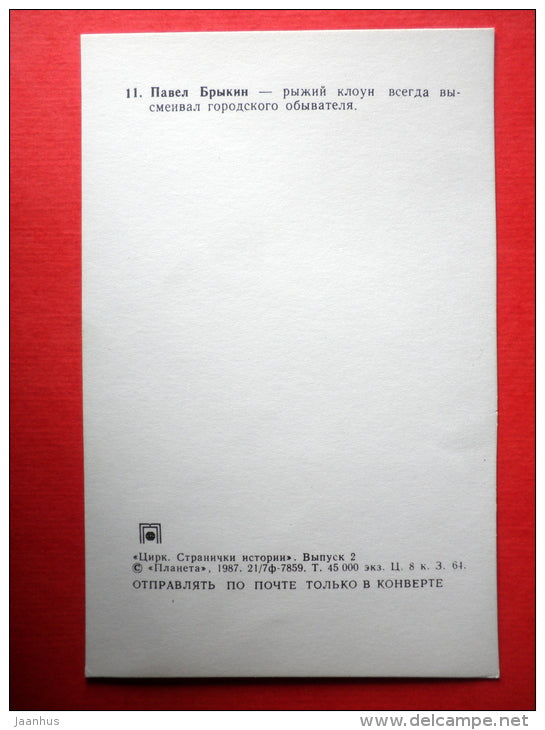 11. Павел Брыкин — рыжий клоун всегда вы-
смеивал городского обывателя.
«Цирк. Странички истории». Выпуск 2
© «Планета», 1987. 21/7ф-7859. Т. 45 000 экз. Ц. 8 к. З. 64.
ОТПРАВЛЯТЬ ПО ПОЧТЕ ТОЛЬКО В КОНВЕРТЕ
jaanhus
www.delcampe.net